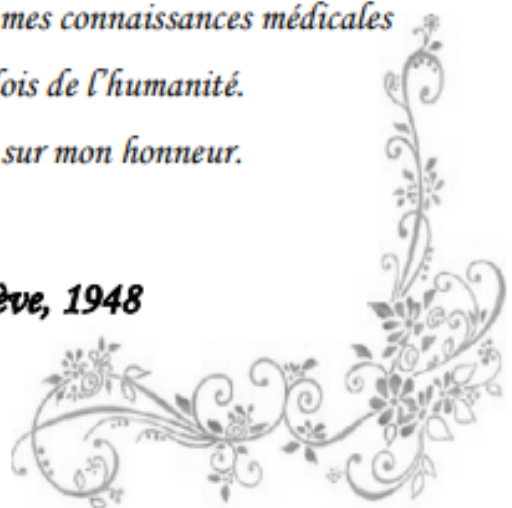 mes connaissances médicales
lois de l'humanité.
sur mon honneur.
ève, 1948